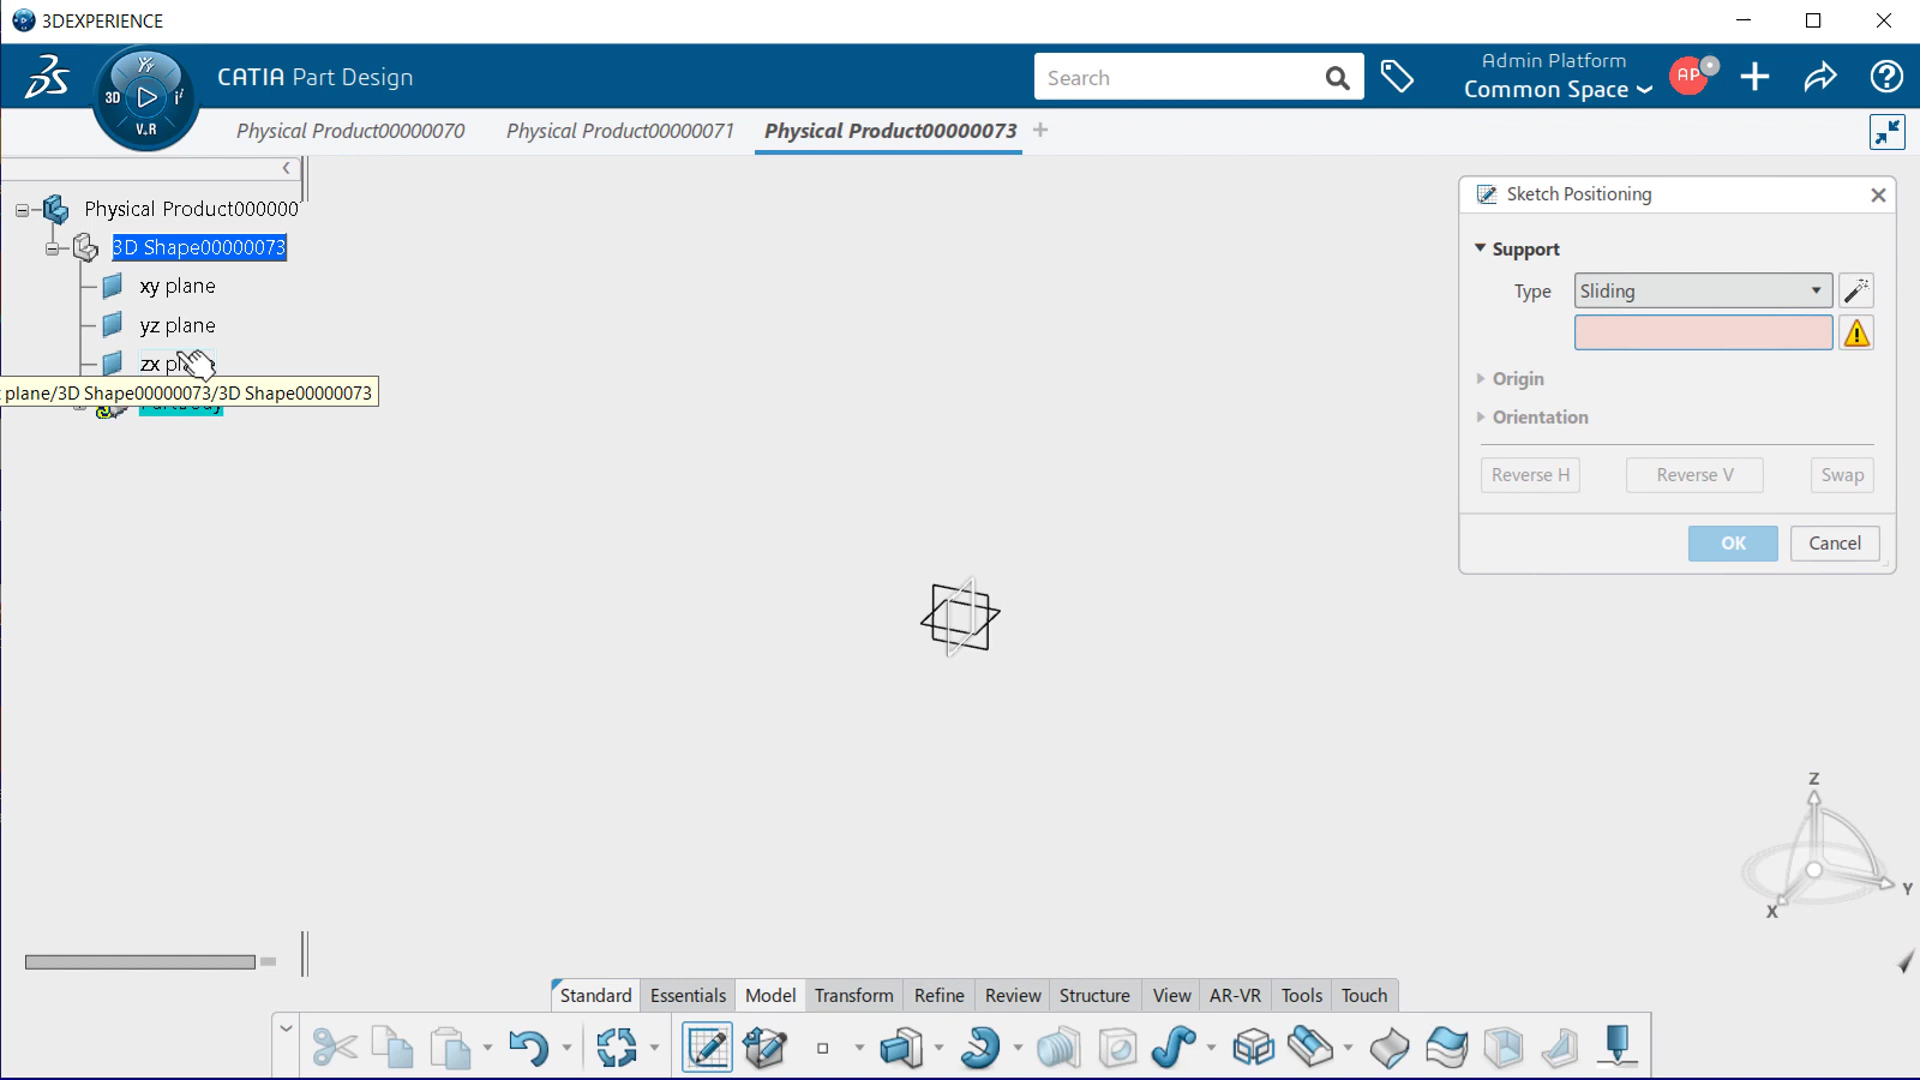 3DEXPERIENCE
3D
V.R
CATIA Part Design
Search
Admin Platform
Common Space
AP
Physical Product00000070
Physical Product00000071
Physical Product00000073
Physical Product000000
3D Shape00000073
xy plane
yz plane
zx
plane/3D Shape00000073/3D Shape00000073
Sketch Positioning
Support
Type
Sliding
Origin
Orientation
Reverse H
Reverse V
Swap
OK
Cancel
Z
Y
X
Standard
Essentials
Model
Transform
Refine
Review
Structure
View
AR-VR
Tools
Touch